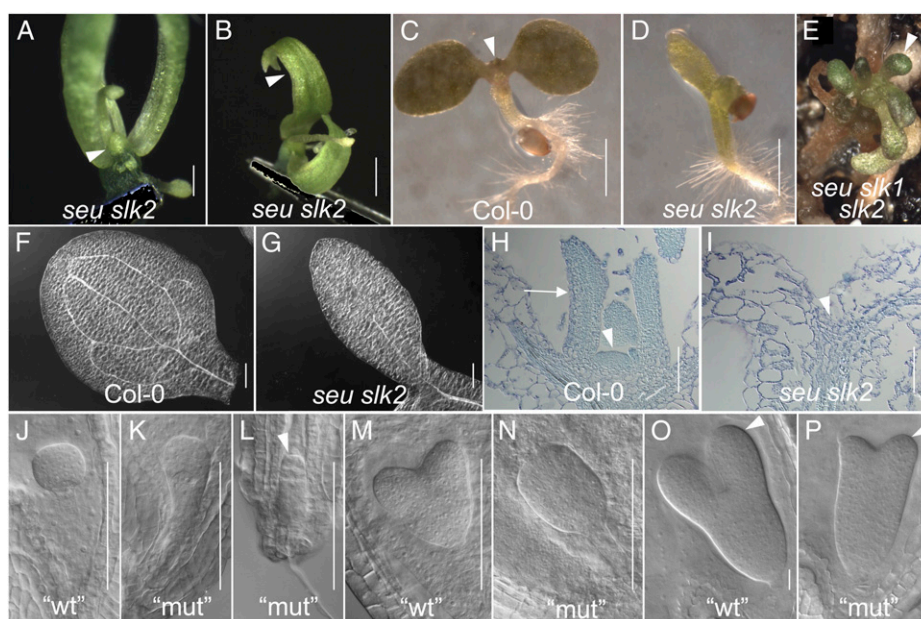 A
seu slk2
B
seu slk2
C
Col-0
D
seu slk2
E
seu slk1
slk2
F
Col-0
G
seu slk2
H
Col-0
I
seu slk2
J
"wt"
K
"mut"
L
"mut"
M
"wt"
N
"mut"
O
"wt"
P
"mut"